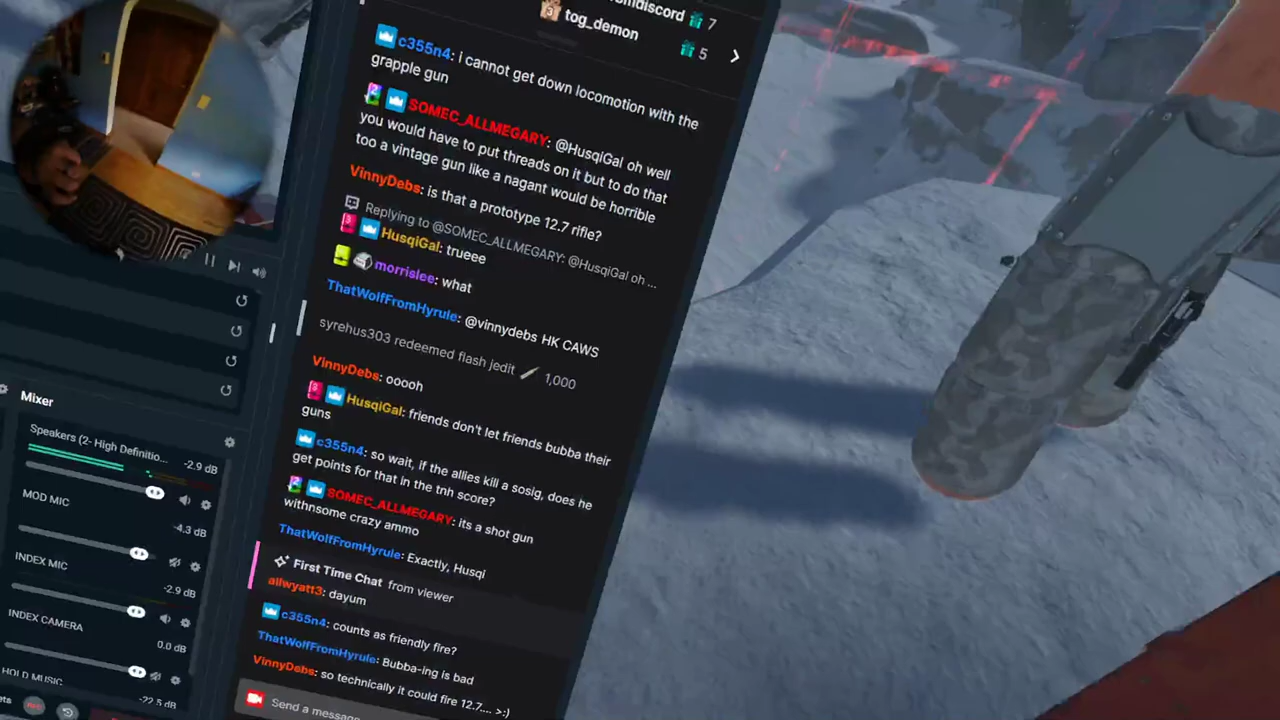 discord 7
tog_demon 5
c355n4: i cannot get down locomotion with the
grapple gun
SOMEC_ALLMEGARY: @HusqiGal oh well
you would have to put threads on it but to do that
too a vintage gun like a nagant would be horrible
VinnyDebs: is that a prototype 12.7 rifle?
Replying to @SOMEC_ALLMEGARY: @HusqiGal oh ...
HusqiGal: trueee
morrislee: what
ThatWolfFromHyrule: @vinnydebs HK CAWS
syrehus303 redeemed flash jedit 1,000
VinnyDebs: ooooh
HusqiGal: friends don't let friends bubba their
guns
c355n4: so wait, if the allies kill a sosig, does he
get points for that in the tnh score?
SOMEC_ALLMEGARY: its a shot gun
withnsome crazy ammo
ThatWolfFromHyrule: Exactly, Husqi
First Time Chat from viewer
allwyatt3: dayum
c355n4: counts as friendly fire?
ThatWolfFromHyrule: Bubba-ing is bad
VinnyDebs: so technically it could fire 12.7.... >:)
Send a message
Mixer
Speakers (2- High Definitio... -2.9 dB
MOD MIC -4.3 dB
INDEX MIC -2.9 dB
INDEX CAMERA 0.0 dB
HOLD MUSIC -22.5 dB
REC